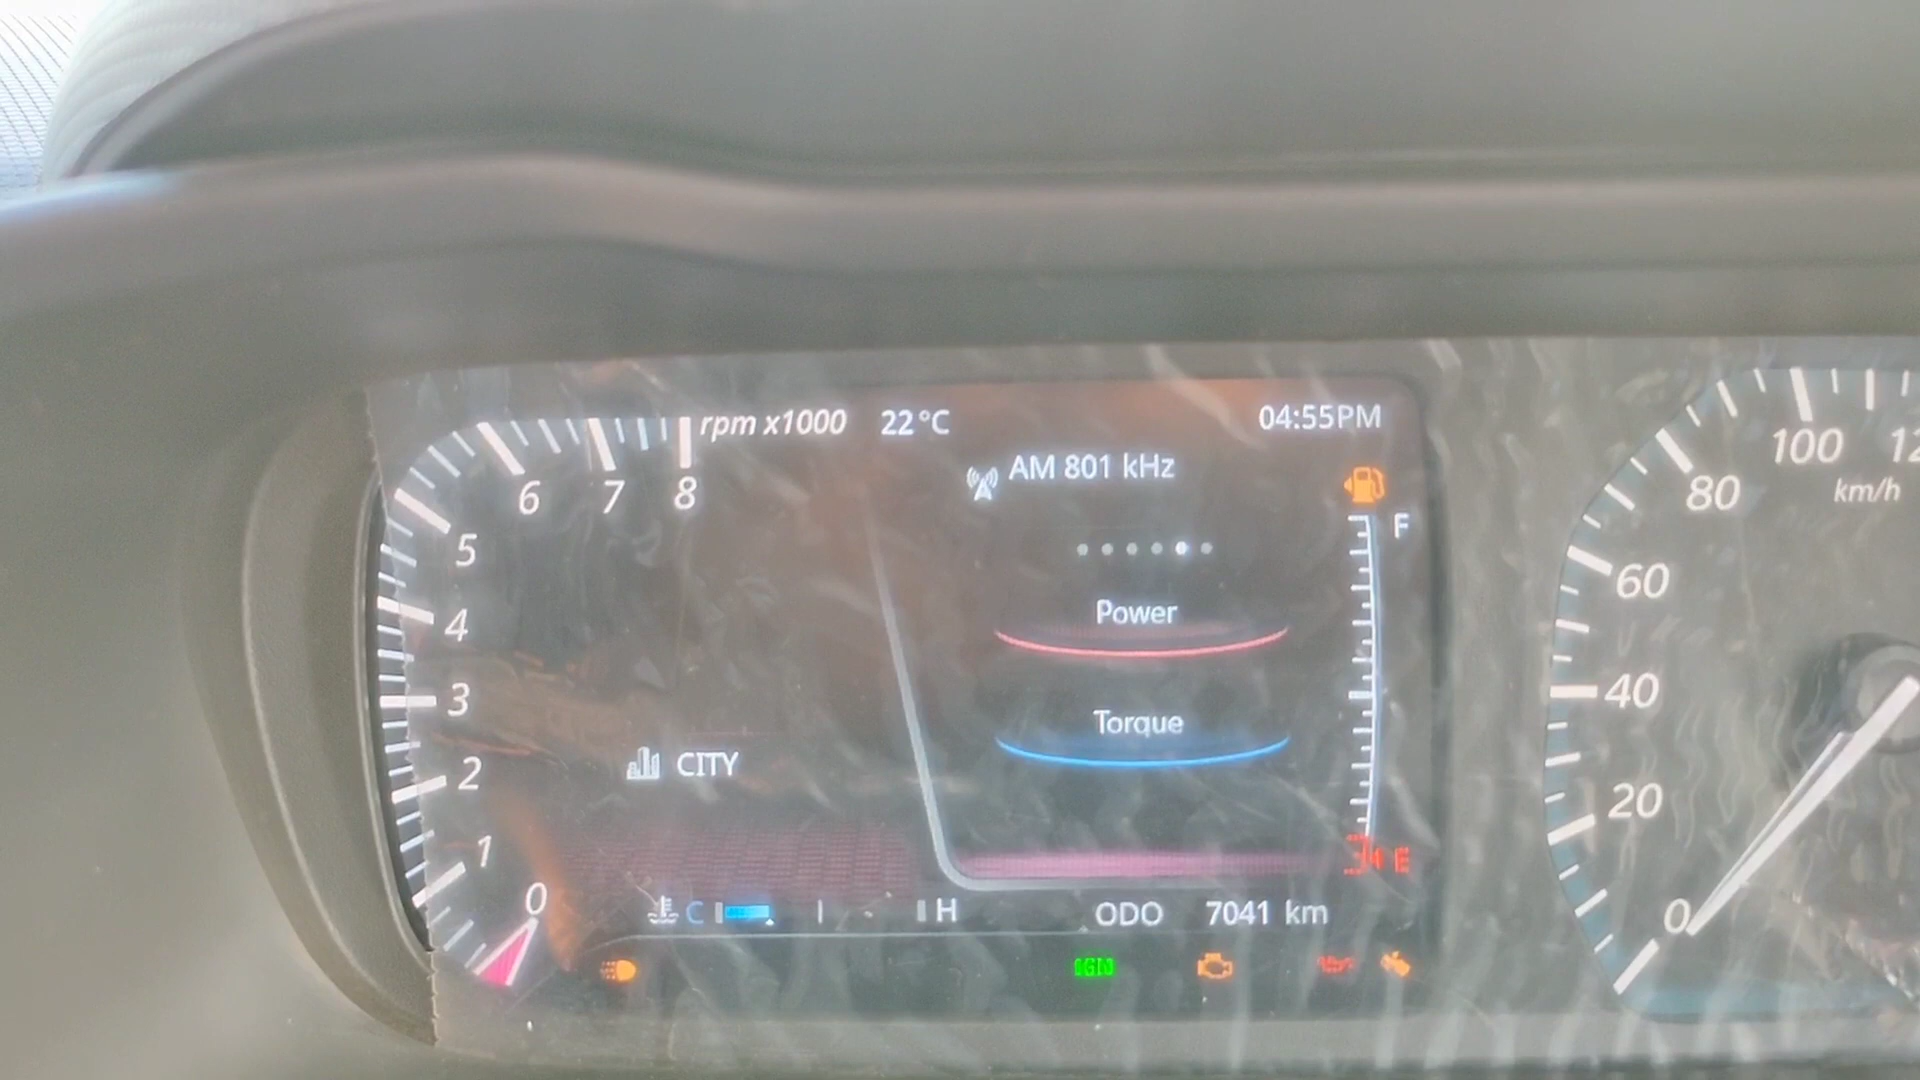 rpm x1000 22°C 04:55PM
AM 801 kHz
F
6 7 8
5
4
3
2
1
0
Power
Torque
CITY
E
C H
ODO 7041 km
IGN
100
80
km/h
60
40
20
0